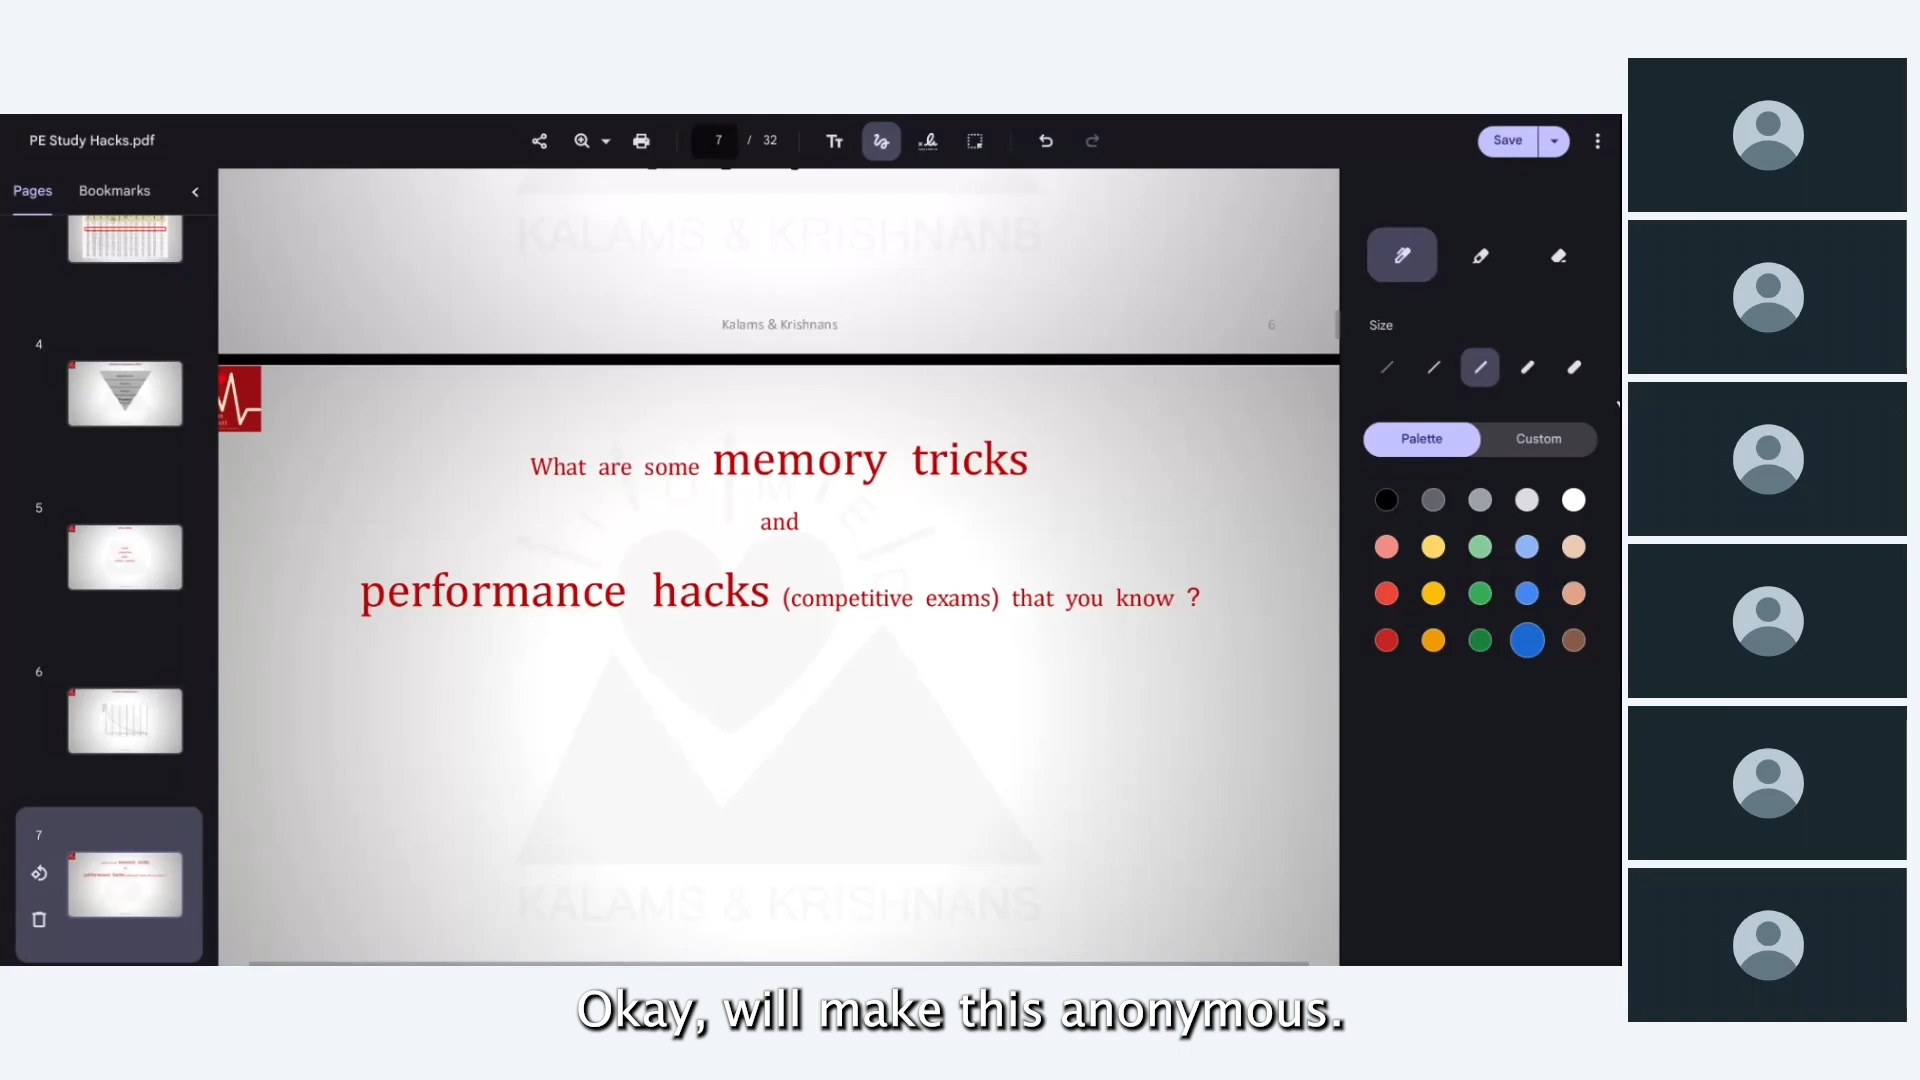 PE Study Hacks.pdf
7 / 32
Save
Pages
Bookmarks
4
5
6
7
KALAMS & KRISHNANS
Kalams & Krishnans
6
What are some memory tricks
and
performance hacks (competitive exams) that you know ?
KALAMS & KRISHNANS
Size
Palette
Custom
Okay, will make this anonymous.